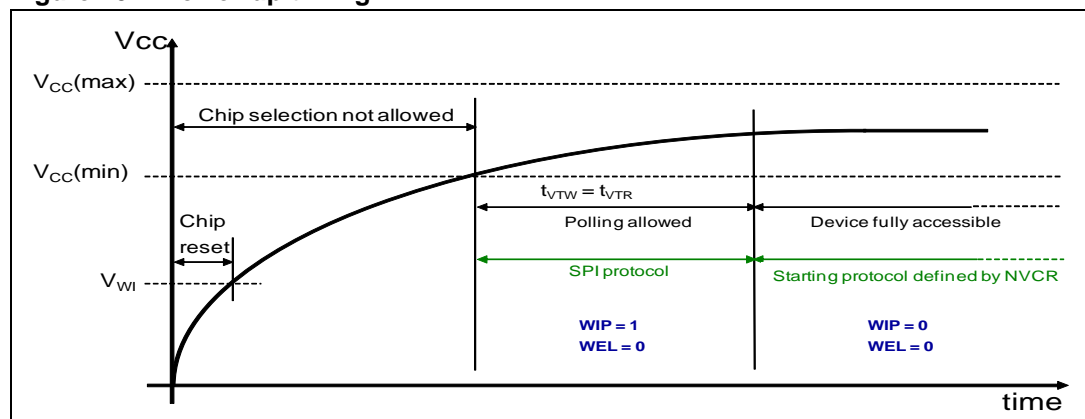 Vcc
VCC(max)
Chip selection not allowed
VCC(min)
tVTW = tVTR
Polling allowed
Device fully accessible
Chip
reset
SPI protocol
Starting protocol defined by NVCR
VWI
WIP = 1
WIP = 0
WEL = 0
WEL = 0
time